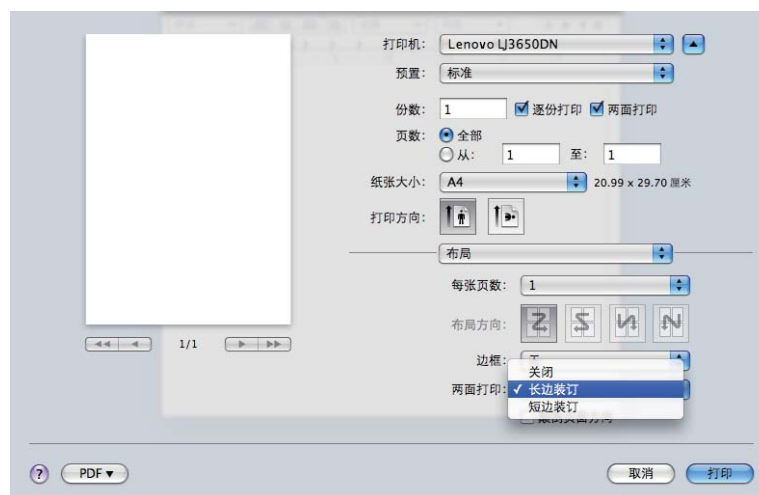 打印机: Lenovo LJ3650DN
预置: 标准
份数: 1 逐份打印 两面打印
页数: 全部
从: 1 至: 1
纸张大小: A4 20.99 x 29.70 厘米
打印方向:
布局
每张页数: 1
布局方向:
1/1
边框:
关闭
两面打印: ✓ 长边装订
短边装订
? PDF▼ 取消 打印